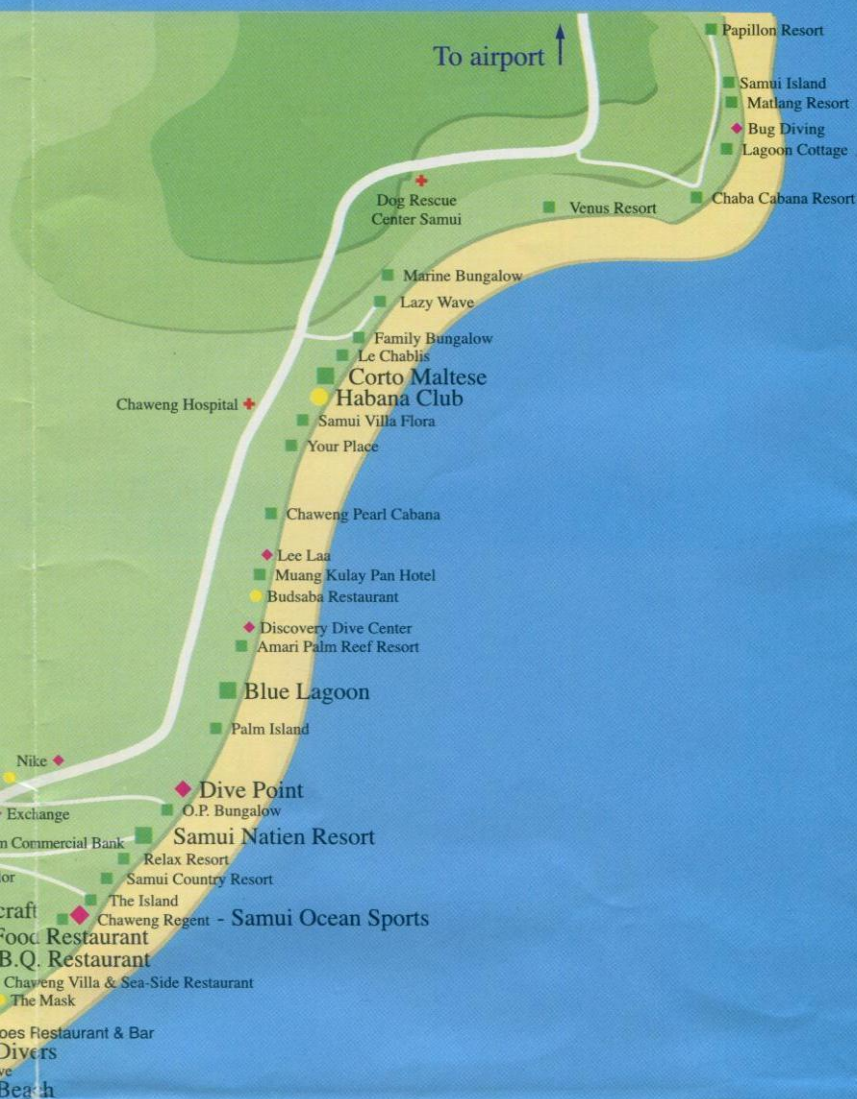 Papillon Resort
To airport
Samui Island
Matlang Resort
Bug Diving
Lagoon Cottage
Dog Rescue
Center Samui
Venus Resort
Chaba Cabana Resort
Marine Bungalow
Lazy Wave
Family Bungalow
Le Chablis
Corto Maltese
Chaweng Hospital
Habana Club
Samui Villa Flora
Your Place
Chaweng Pearl Cabana
Lee Laa
Muang Kulay Pan Hotel
Budsaba Restaurant
Discovery Dive Center
Amari Palm Reef Resort
Blue Lagoon
Palm Island
Nike
Dive Point
O.P. Bungalow
Exchange
Samui Natien Resort
m Commercial Bank
Relax Resort
lor
Samui Country Resort
The Island
craft
Chaweng Regent - Samui Ocean Sports
Food Restaurant
B.Q. Restaurant
Chaweng Villa & Sea-Side Restaurant
The Mask
oes Restaurant & Bar
Divers
ve
Beach